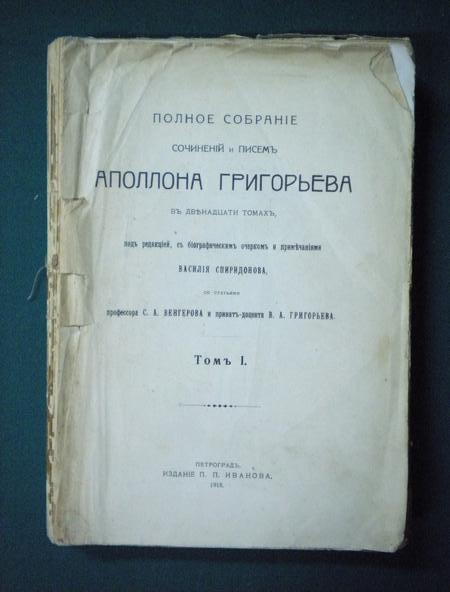 ПОЛНОЕ СОБРАНІЕ
СОЧИНЕНІЙ и ПИСЕМЪ
АПОЛЛОНА ГРИГОРЬЕВА
ВЪ ДВѢНАДЦАТИ ТОМАХЪ,
подъ редакціей, съ біографическимъ очеркомъ и примѣчаніями
ВАСИЛІЯ СПИРИДОНОВА,
со статьями
профессора С. А. ВЕНГЕРОВА и приватъ-доцента В. А. ГРИГОРЬЕВА.
Томъ I.
ПЕТРОГРАДЪ,
ИЗДАНІЕ П. П. ИВАНОВА,
1918.